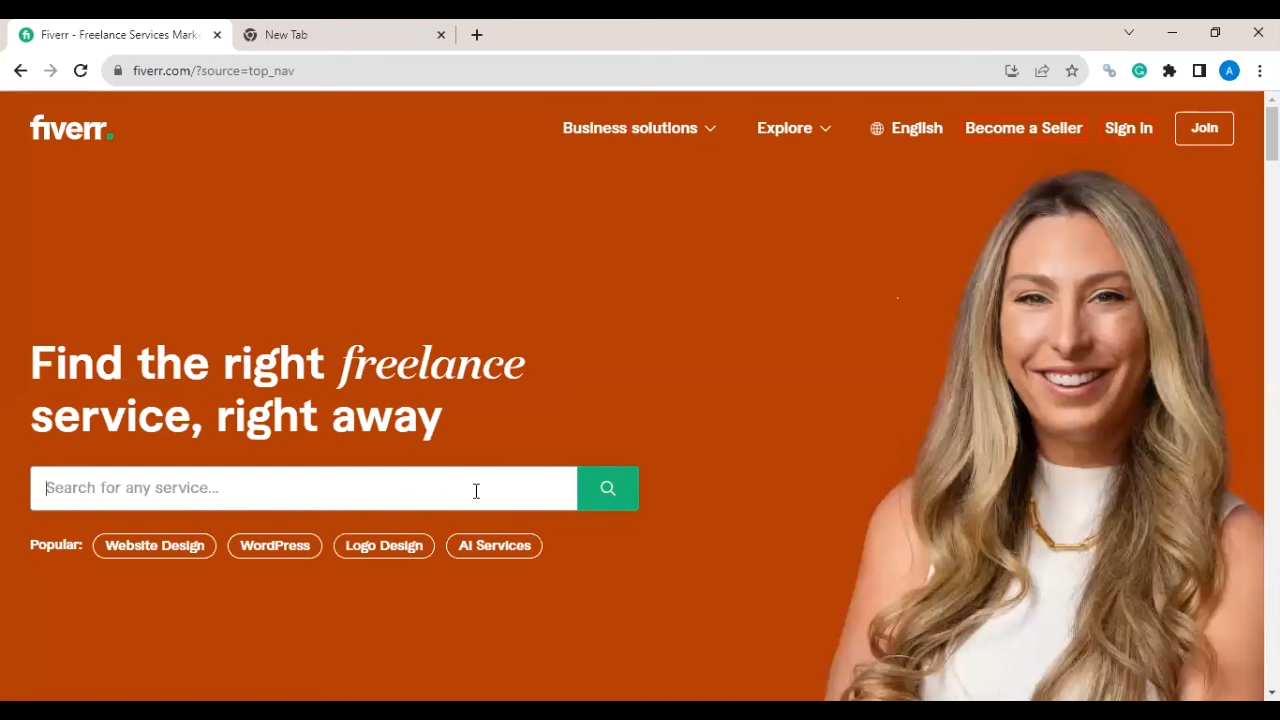 Fiverr - Freelance Services Marke
New Tab
fiverr.com/?source=top_nav
A
fiverr.
Business solutions
Explore
English
Become a Seller
Sign in
Join
Find the right freelance
service, right away
Search for any service...
Popular:
Website Design
WordPress
Logo Design
AI Services